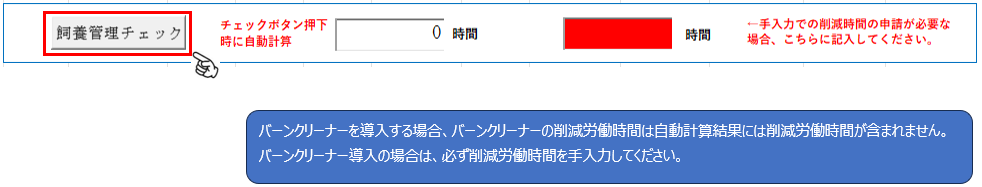 飼養管理チェック
チェックボタン押下
時に自動計算
0 時間
時間
←手入力での削減時間の申請が必要な
場合、こちらに記入してください。
バーンクリーナーを導入する場合、バーンクリーナーの削減労働時間は自動計算結果には削減労働時間が含まれません。
バーンクリーナー導入の場合は、必ず削減労働時間を手入力してください。